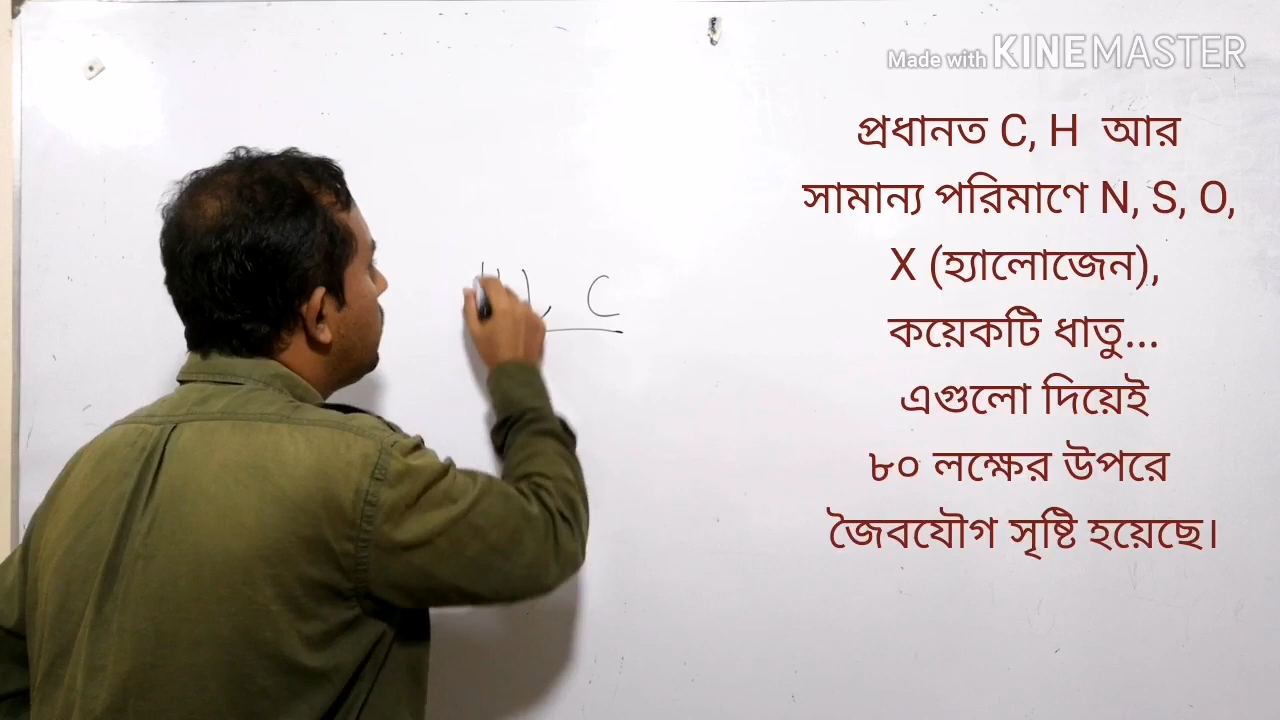 Made with KINEMASTER
প্রধানত C, H আর
সামান্য পরিমাণে N, S, O,
X (হ্যালোজেন),
কয়েকটি ধাতু...
এগুলো দিয়েই
৮০ লক্ষের উপরে
জৈবযৌগ সৃষ্টি হয়েছে।
C